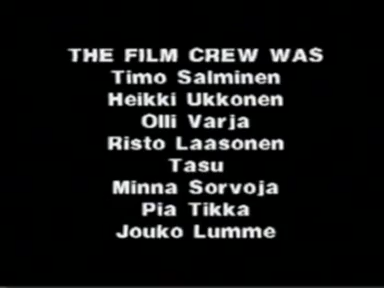 THE FILM CREW WAS
Timo Salminen
Heikki Ukkonen
Olli Varja
Risto Laasonen
Tasu
Minna Sorvoja
Pia Tikka
Jouko Lumme